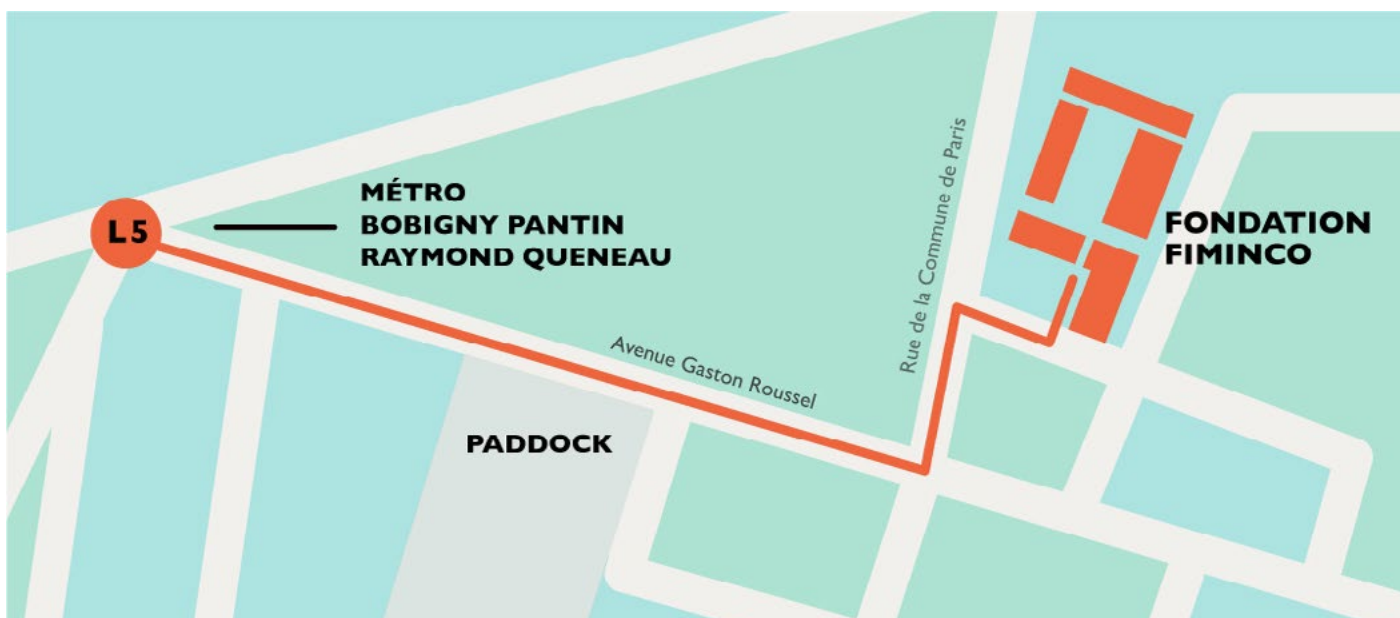 L5
MÉTRO
BOBIGNY PANTIN
RAYMOND QUENEAU
Avenue Gaston Roussel
PADDOCK
Rue de la Commune de Paris
FONDATION
FIMINCO